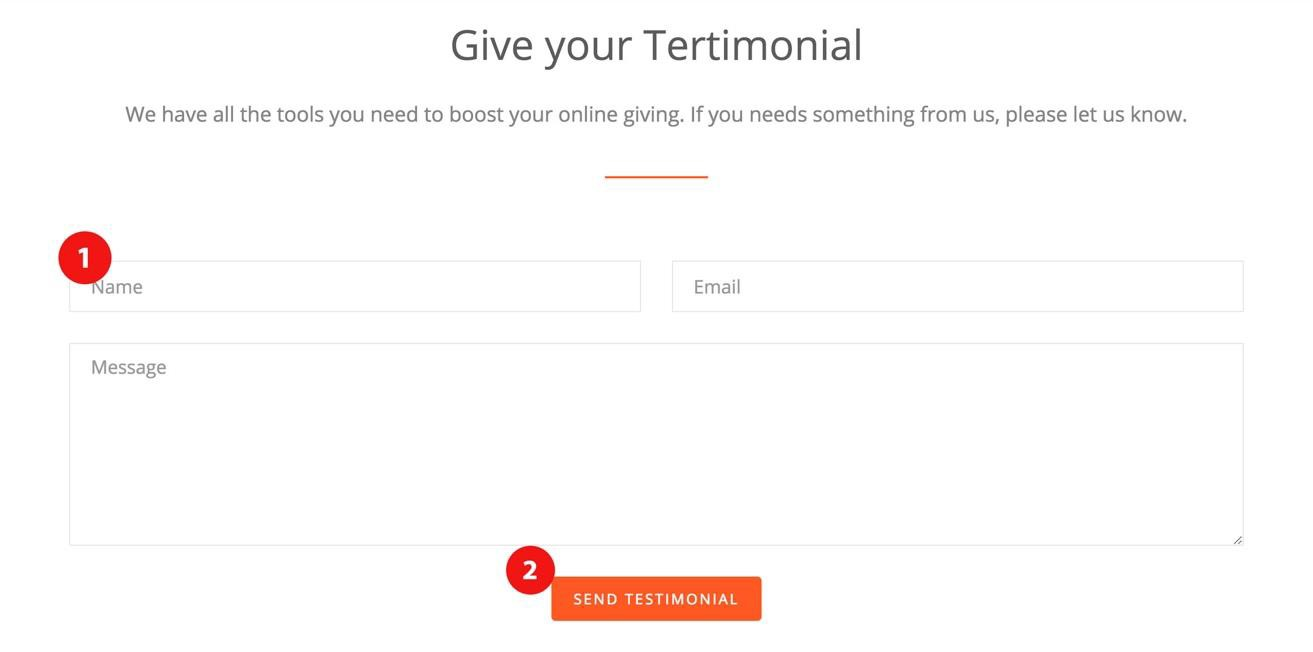 Give your Tertimonial
We have all the tools you need to boost your online giving. If you needs something from us, please let us know.
1
Name
Email
Message
2
SEND TESTIMONIAL